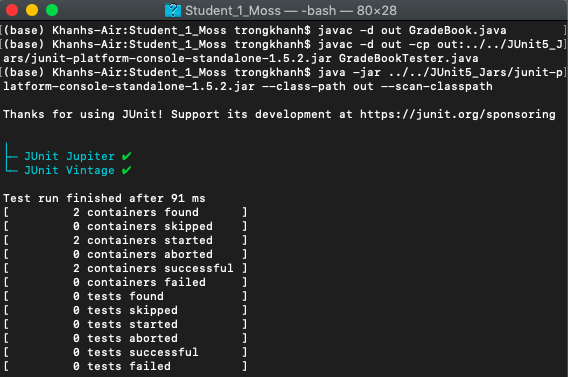 Student_1_Moss — -bash — 80×28
[(base) Khanhs-Air:Student_1_Moss trongkhanh$ javac -d out GradeBook.java ]
[(base) Khanhs-Air:Student_1_Moss trongkhanh$ javac -d out -cp out:../../JUnit5_J]
ars/junit-platform-console-standalone-1.5.2.jar GradeBookTester.java
[(base) Khanhs-Air:Student_1_Moss trongkhanh$ java -jar ../../JUnit5_Jars/junit-p]
latform-console-standalone-1.5.2.jar --class-path out --scan-classpath
Thanks for using JUnit! Support its development at https://junit.org/sponsoring
├─ JUnit Jupiter ✔
└─ JUnit Vintage ✔
Test run finished after 91 ms
[ 2 containers found ]
[ 0 containers skipped ]
[ 2 containers started ]
[ 0 containers aborted ]
[ 2 containers successful ]
[ 0 containers failed ]
[ 0 tests found ]
[ 0 tests skipped ]
[ 0 tests started ]
[ 0 tests aborted ]
[ 0 tests successful ]
[ 0 tests failed ]